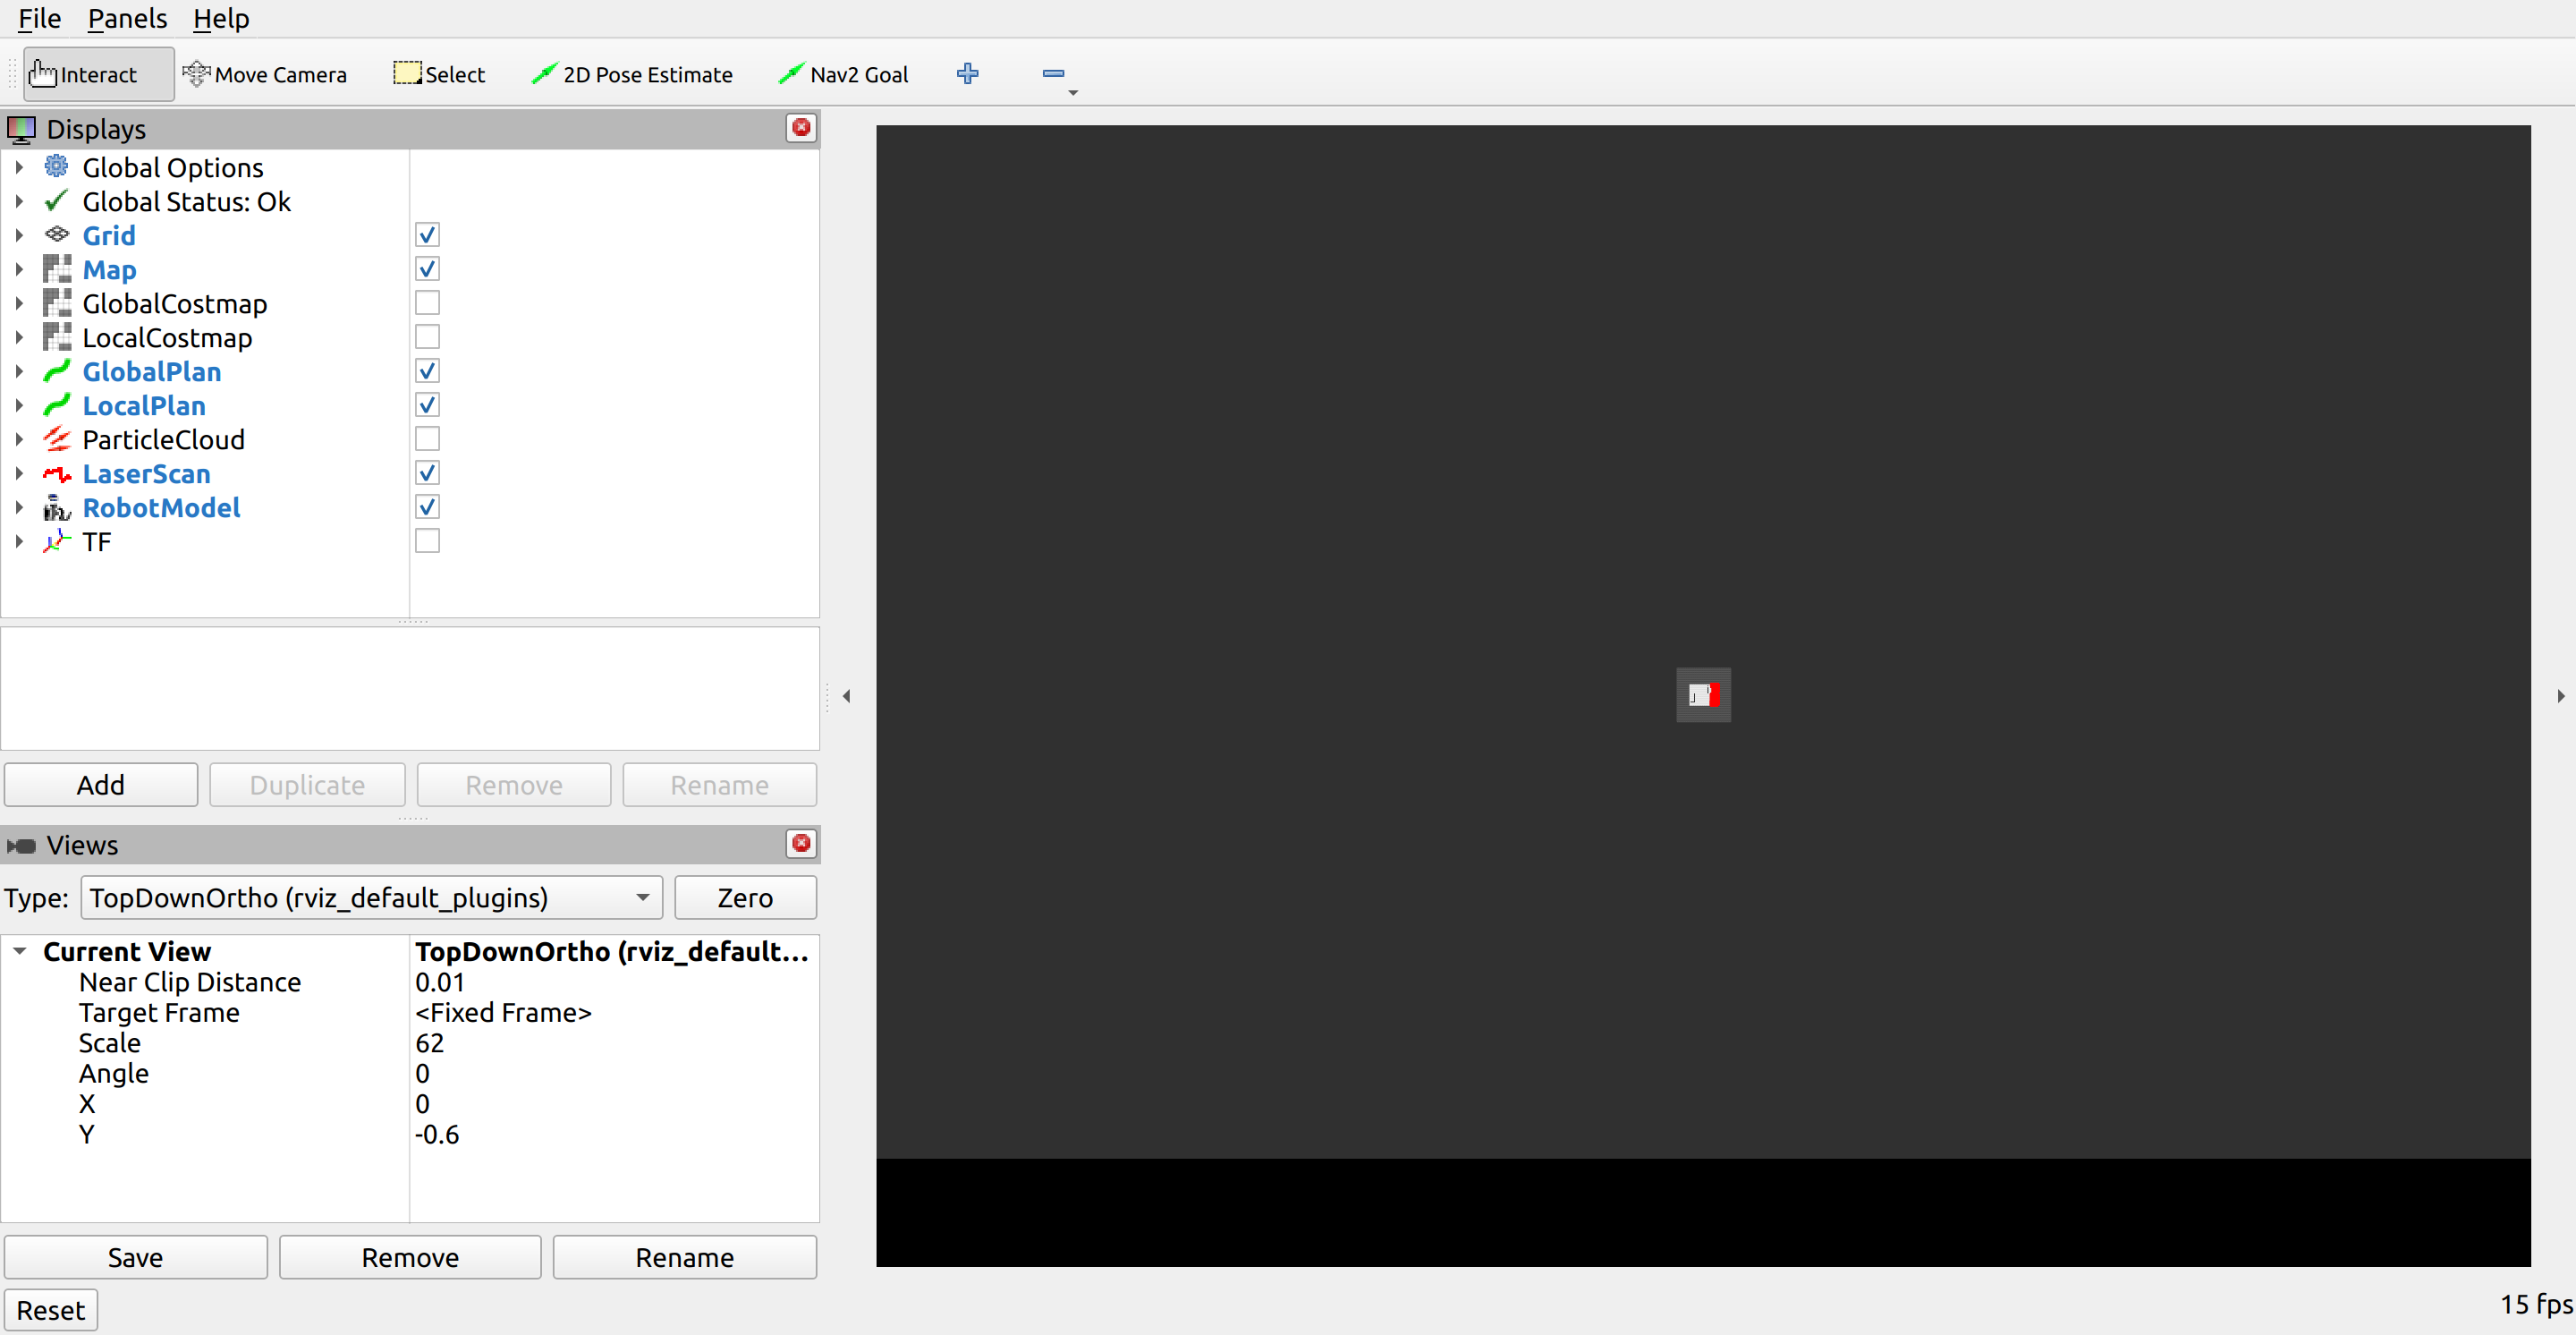 File Panels Help
Interact Move Camera Select 2D Pose Estimate Nav2 Goal
Displays
Global Options
Global Status: Ok
Grid
Map
GlobalCostmap
LocalCostmap
GlobalPlan
LocalPlan
ParticleCloud
LaserScan
RobotModel
TF
Add Duplicate Remove Rename
Views
Type: TopDownOrtho (rviz_default_plugins) Zero
Current View TopDownOrtho (rviz_default...
Near Clip Distance 0.01
Target Frame <Fixed Frame>
Scale 62
Angle 0
X 0
Y -0.6
Save Remove Rename
Reset
15 fps